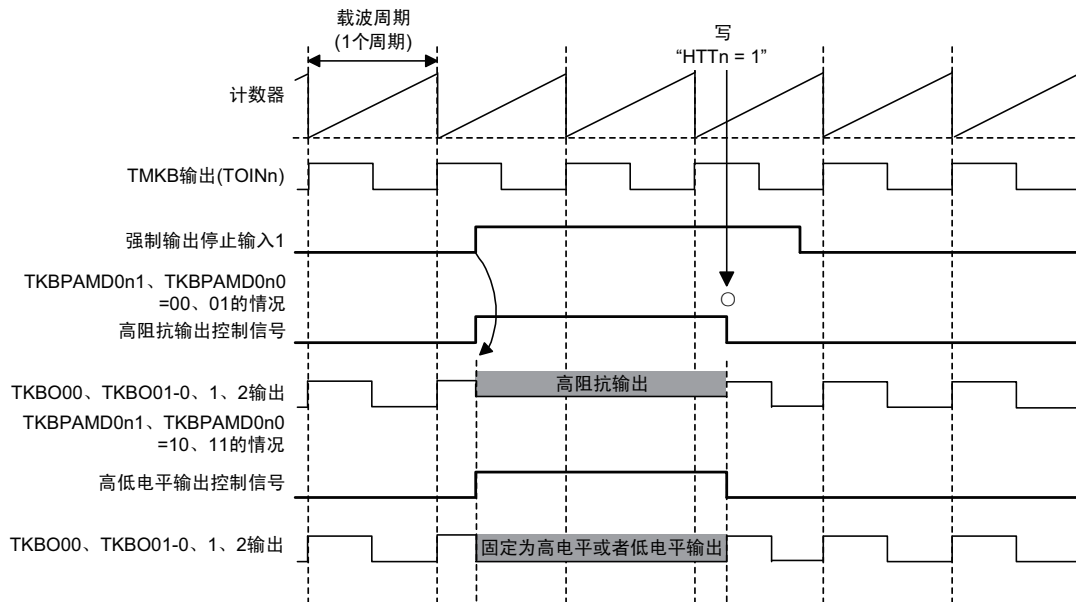 载波周期
(1个周期)
写
“HTTn = 1”
计数器
TMKB输出(TOINn)
强制输出停止输入1
TKBPAMD0n1、TKBPAMD0n0
=00、01的情况
高阻抗输出控制信号
高阻抗输出
TKBO00、TKBO01-0、1、2输出
TKBPAMD0n1、TKBPAMD0n0
=10、11的情况
高低电平输出控制信号
TKBO00、TKBO01-0、1、2输出
固定为高电平或者低电平输出